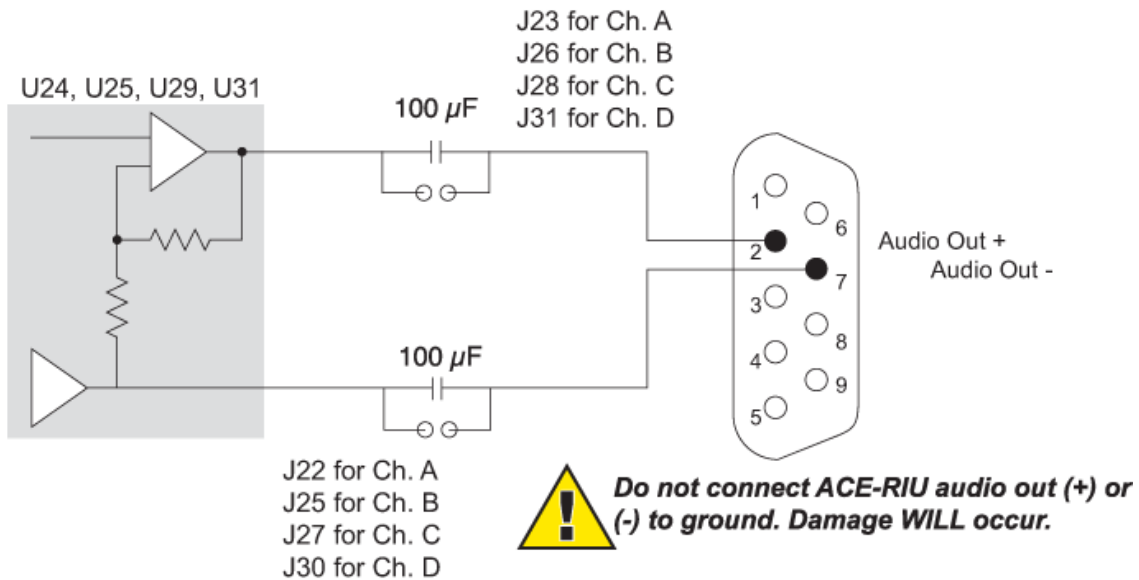 J23 for Ch. A
J26 for Ch. B
J28 for Ch. C
J31 for Ch. D
U24, U25, U29, U31
100 µF
1
6
2
Audio Out +
7
Audio Out -
3
8
4
9
5
100 µF
J22 for Ch. A
J25 for Ch. B
J27 for Ch. C
J30 for Ch. D
!
Do not connect ACE-RIU audio out (+) or
(-) to ground. Damage WILL occur.